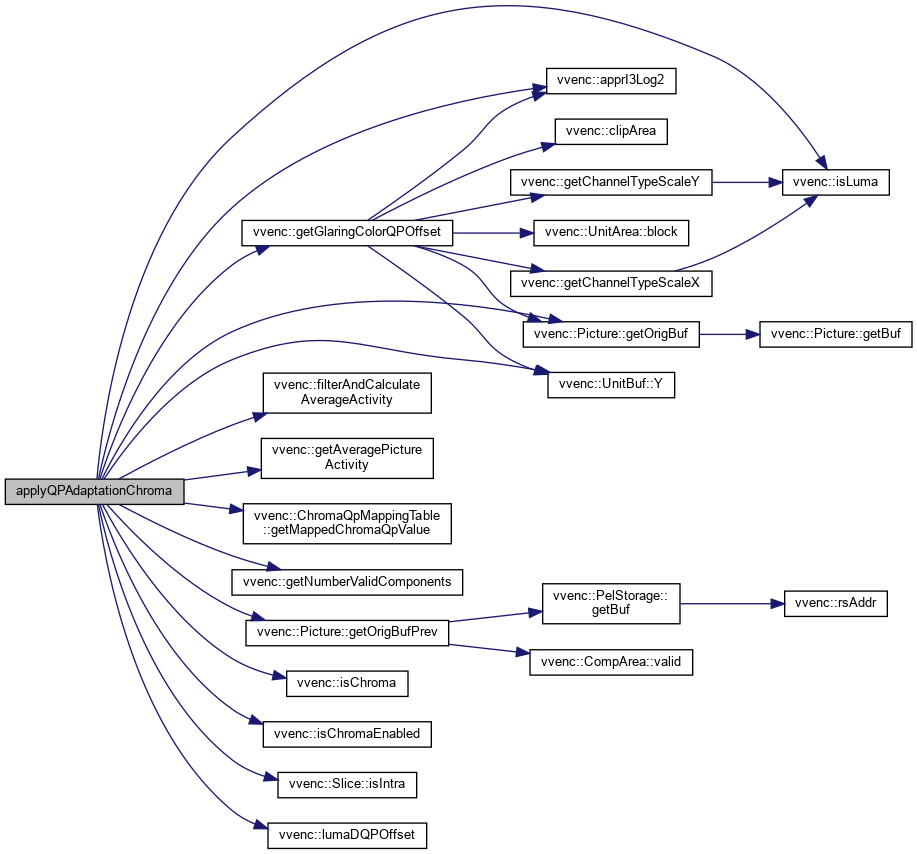 vvenc::apprI3Log2
vvenc::clipArea
vvenc::getChannelTypeScaleY
vvenc::isLuma
vvenc::getGlaringColorQPOffset
vvenc::UnitArea::block
vvenc::getChannelTypeScaleX
vvenc::Picture::getOrigBuf
vvenc::Picture::getBuf
vvenc::UnitBuf::Y
vvenc::filterAndCalculate
AverageActivity
vvenc::getAveragePicture
Activity
applyQPAdaptationChroma
vvenc::ChromaQpMappingTable
::getMappedChromaQpValue
vvenc::getNumberValidComponents
vvenc::PelStorage::
getBuf
vvenc::rsAddr
vvenc::Picture::getOrigBufPrev
vvenc::CompArea::valid
vvenc::isChroma
vvenc::isChromaEnabled
vvenc::Slice::isIntra
vvenc::lumaDQPOffset